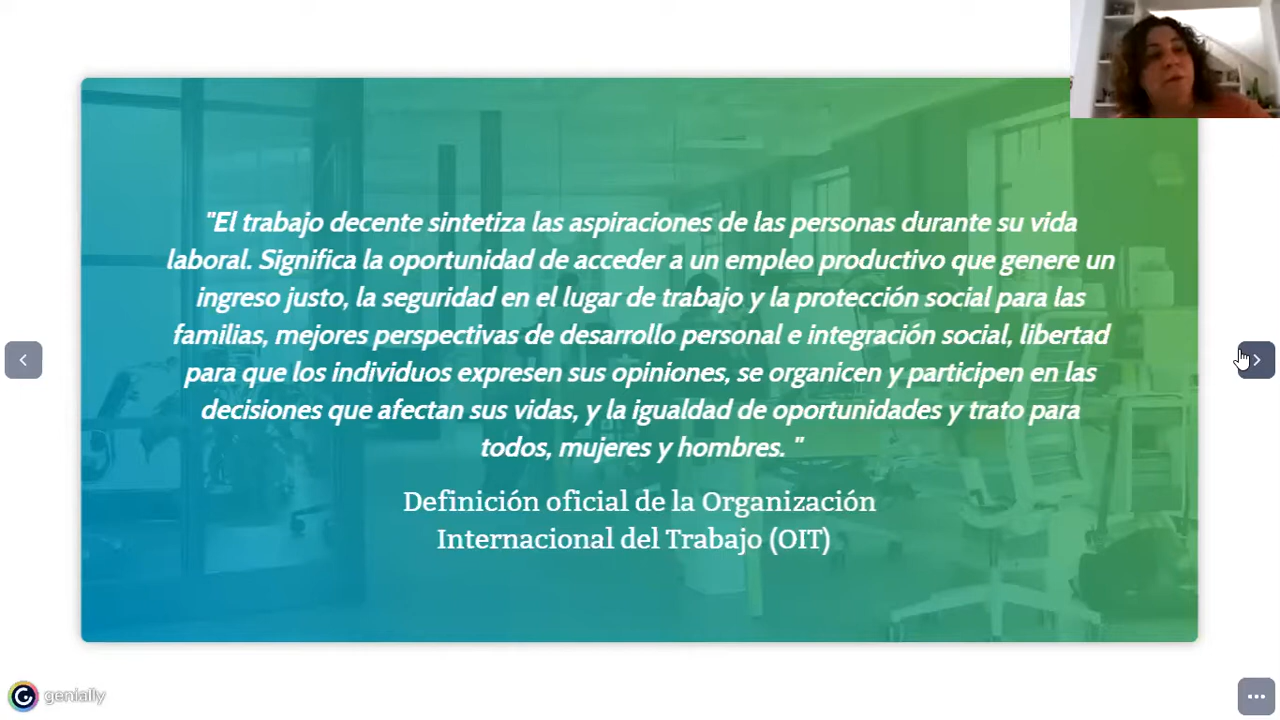 "El trabajo decente sintetiza las aspiraciones de las personas durante su vida
laboral. Significa la oportunidad de acceder a un empleo productivo que genere un
ingreso justo, la seguridad en el lugar de trabajo y la protección social para las
familias, mejores perspectivas de desarrollo personal e integración social, libertad
para que los individuos expresen sus opiniones, se organicen y participen en las
decisiones que afectan sus vidas, y la igualdad de oportunidades y trato para
todos, mujeres y hombres. "
Definición oficial de la Organización
Internacional del Trabajo (OIT)
genially